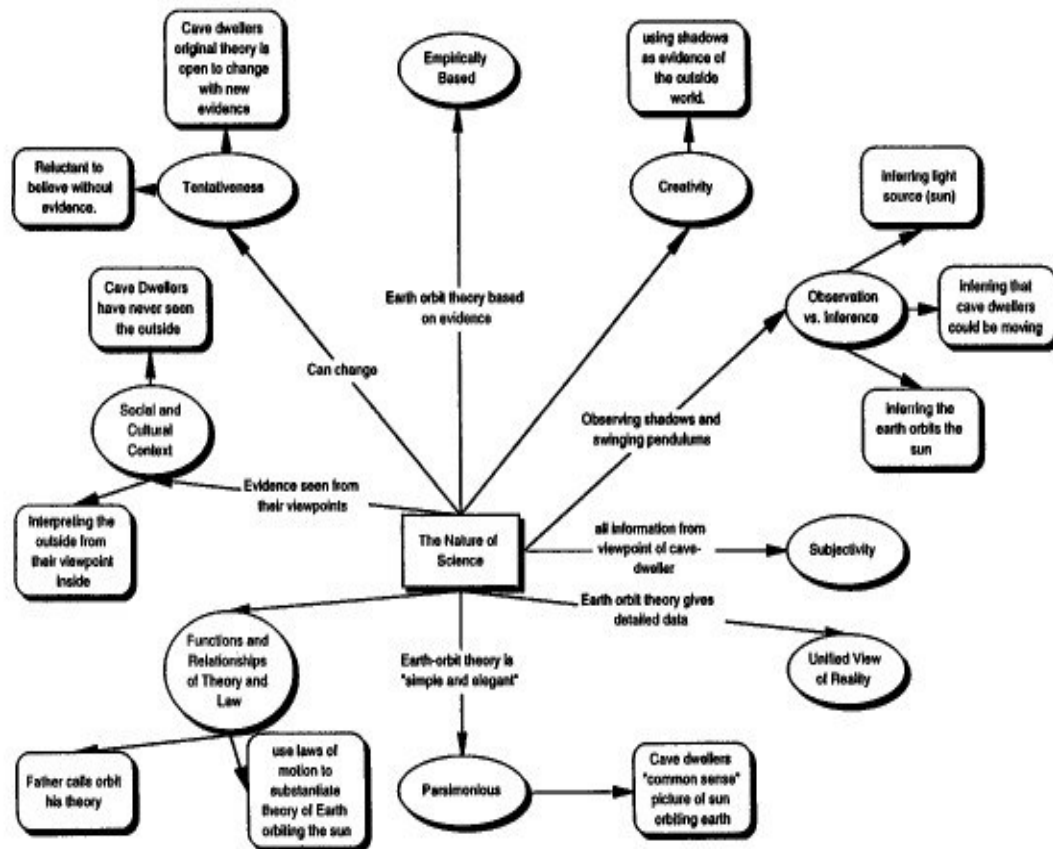 Cave dwellers
original theory is
open to change
with new
evidence
Empirically
Based
using shadows
as evidence of
the outside
world.
Reluctant to
believe without
evidence.
Tentativeness
Creativity
inferring light
source (sun)
Cave Dwellers
have never seen
the outside
Earth orbit theory based
on evidence
Observation
vs. Inference
inferring that
cave dwellers
could be moving
Can change
Social and
Cultural
Context
Observing shadows and
swinging pendulums
inferring the
earth orbits the
sun
Evidence seen from
their viewpoints
Interpreting the
outside from
their viewpoint
inside
The Nature of
Science
all information from
viewpoint of cave-
dweller
Subjectivity
Earth orbit theory gives
detailed data
Functions and
Relationships
of Theory and
Law
Earth-orbit theory is
"simple and elegant"
Unified View
of Reality
Father calls orbit
his theory
use laws of
motion to
substantiate
theory of Earth
orbiting the sun
Parsimonious
Cave dwellers
"common sense"
picture of sun
orbiting earth